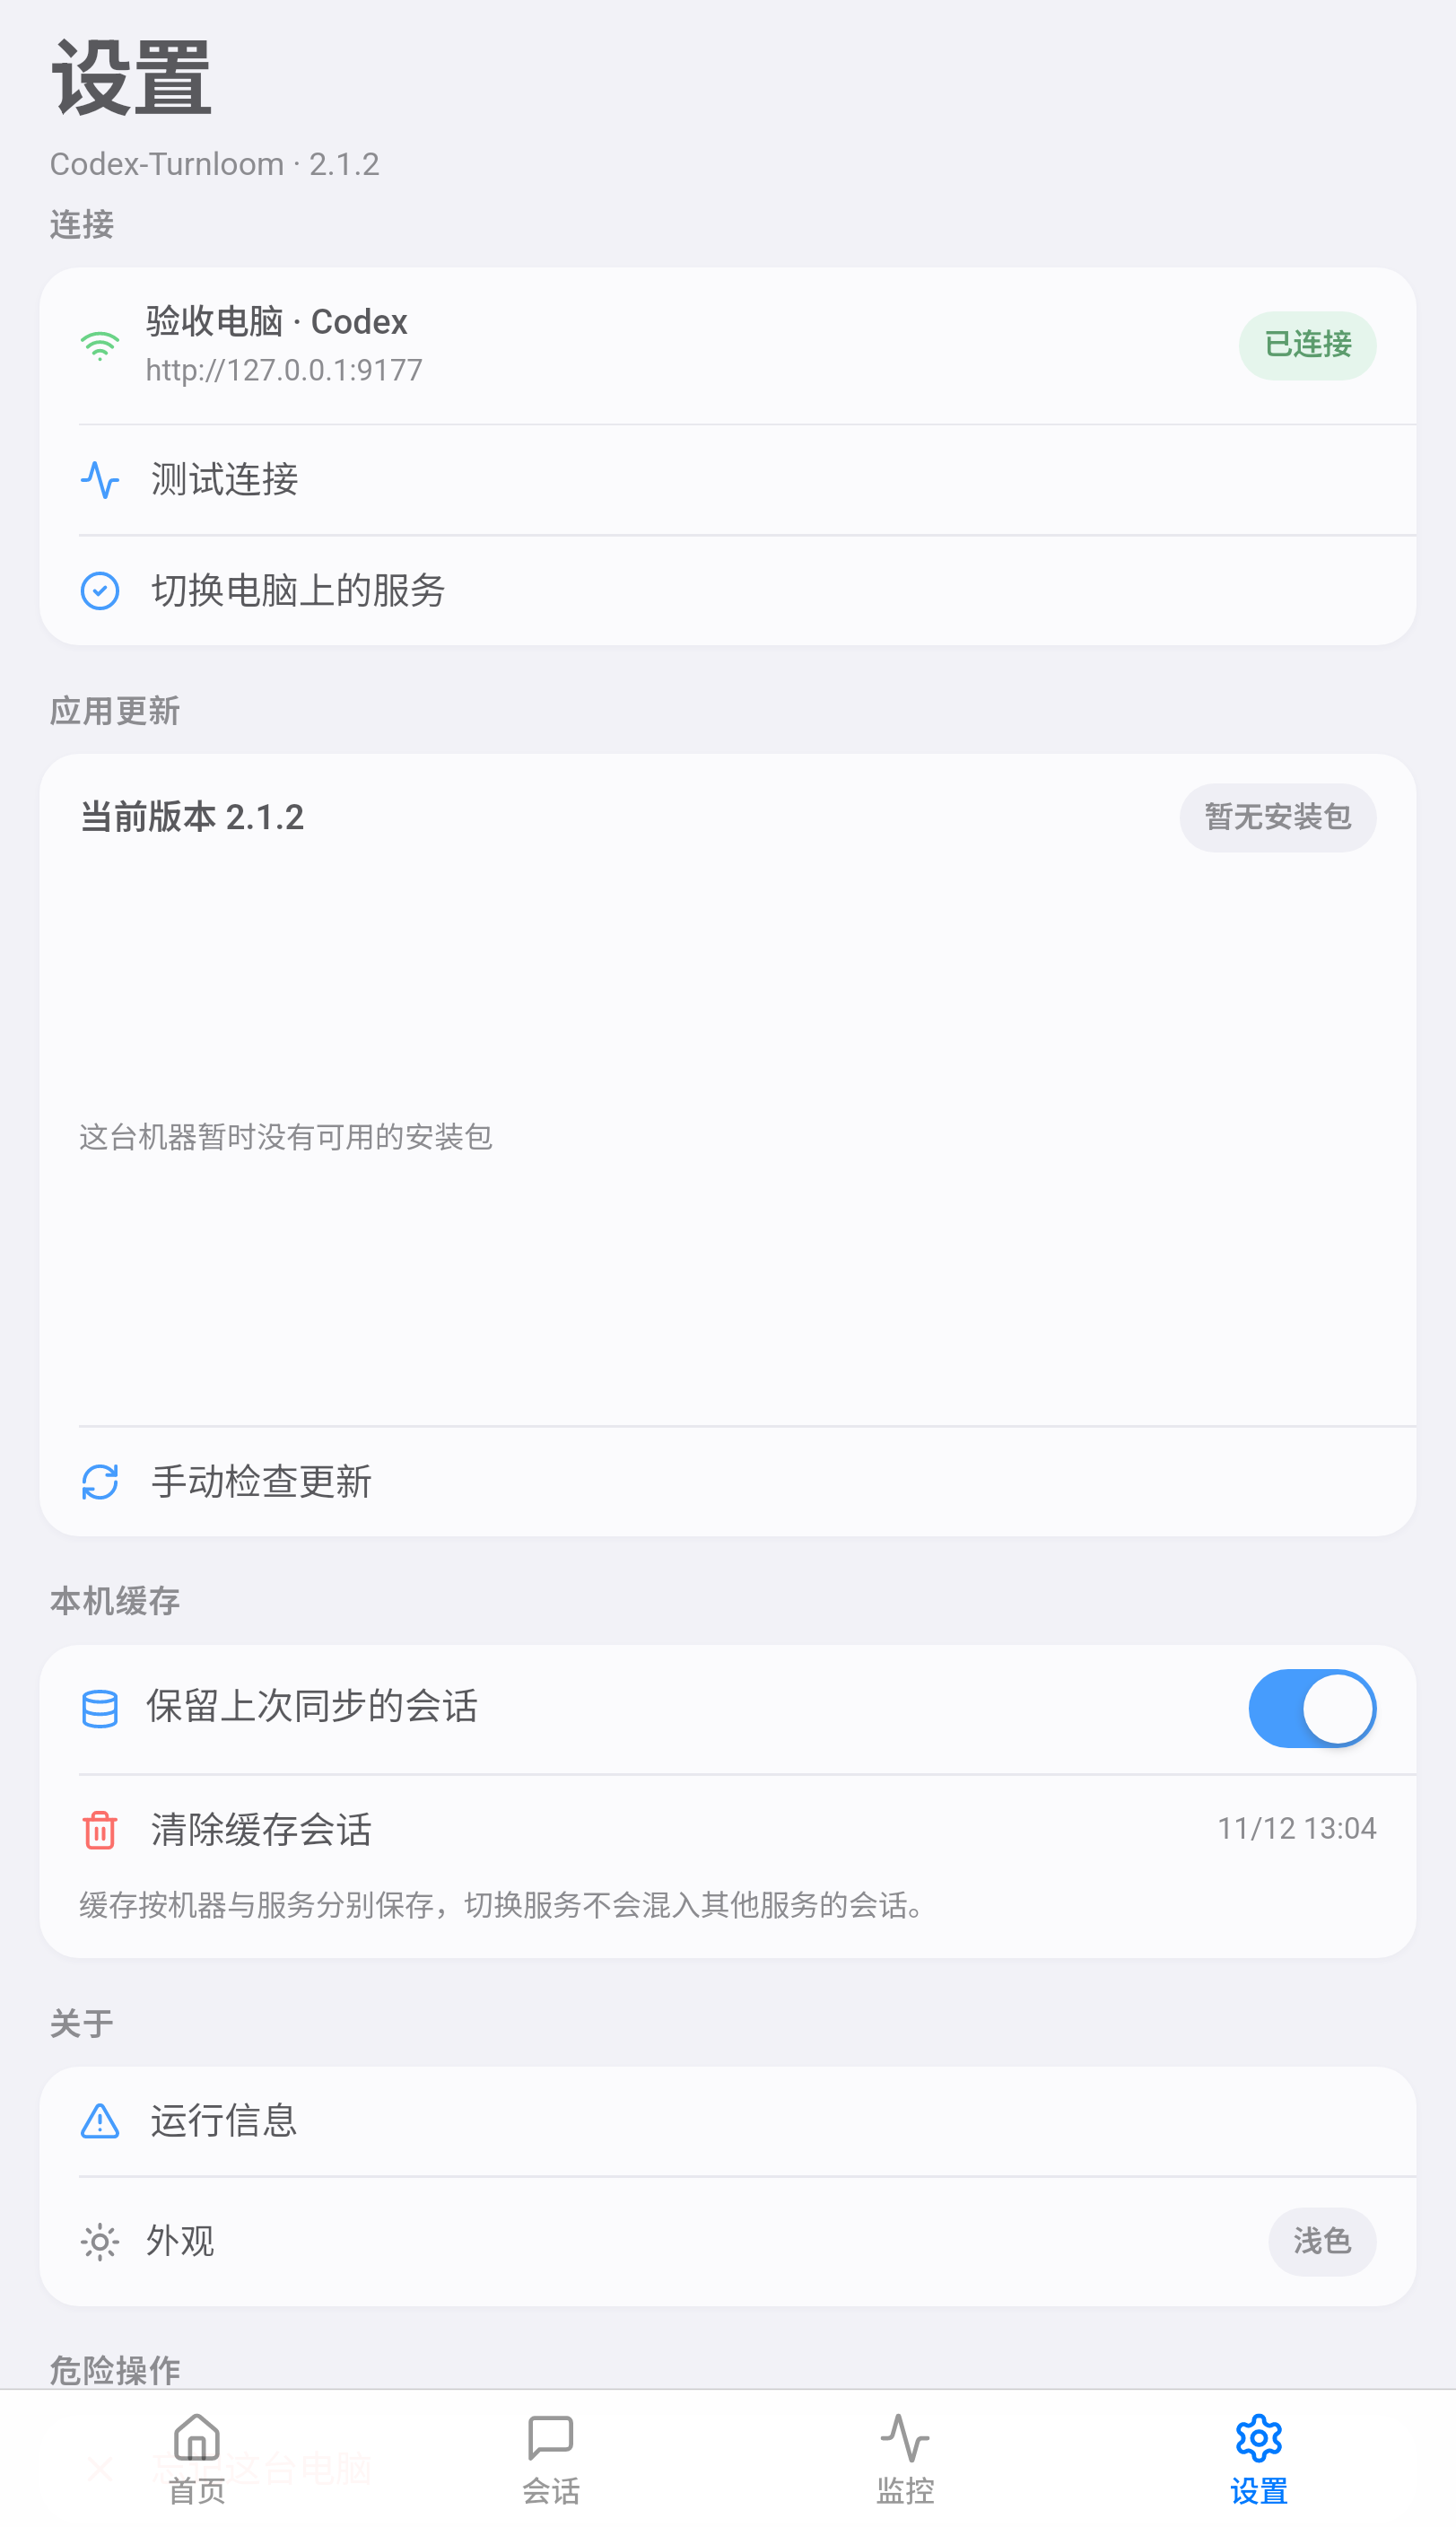 设置
Codex-Turnloom · 2.1.2
连接
验收电脑 · Codex
http://127.0.0.1:9177
已连接
测试连接
切换电脑上的服务
应用更新
当前版本 2.1.2
暂无安装包
这台机器暂时没有可用的安装包
手动检查更新
本机缓存
保留上次同步的会话
清除缓存会话
11/12 13:04
缓存按机器与服务分别保存，切换服务不会混入其他服务的会话。
关于
运行信息
外观
浅色
危险操作
忘记这台电脑
首页
会话
监控
设置